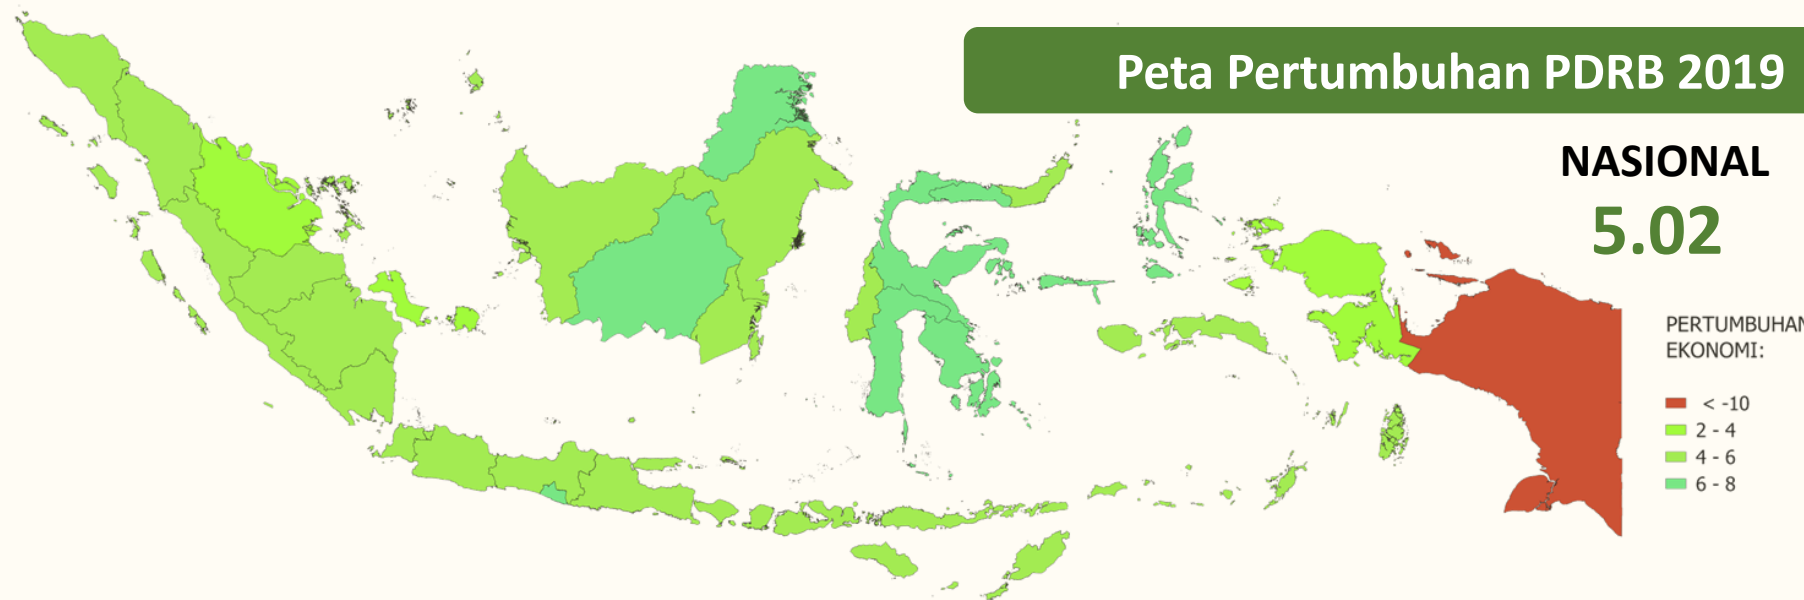 Peta Pertumbuhan PDRB 2019
NASIONAL
5.02
PERTUMBUHAN
EKONOMI:
< -10
2 - 4
4 - 6
6 - 8